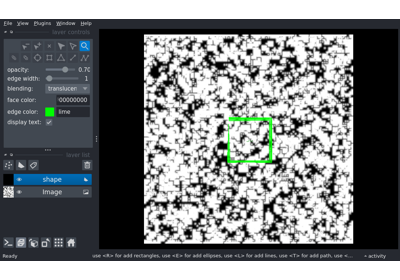 File View Plugins Window Help
layer controls
opacity: 0.70
edge width: 1
blending: translucen
face color: 00000000
edge color: lime
display text:
layer list
shape
Image
Ready
use <R> for add rectangles, use <E> for add ellipses, use <L> for add lines, use <T> for add path, use <...
activity